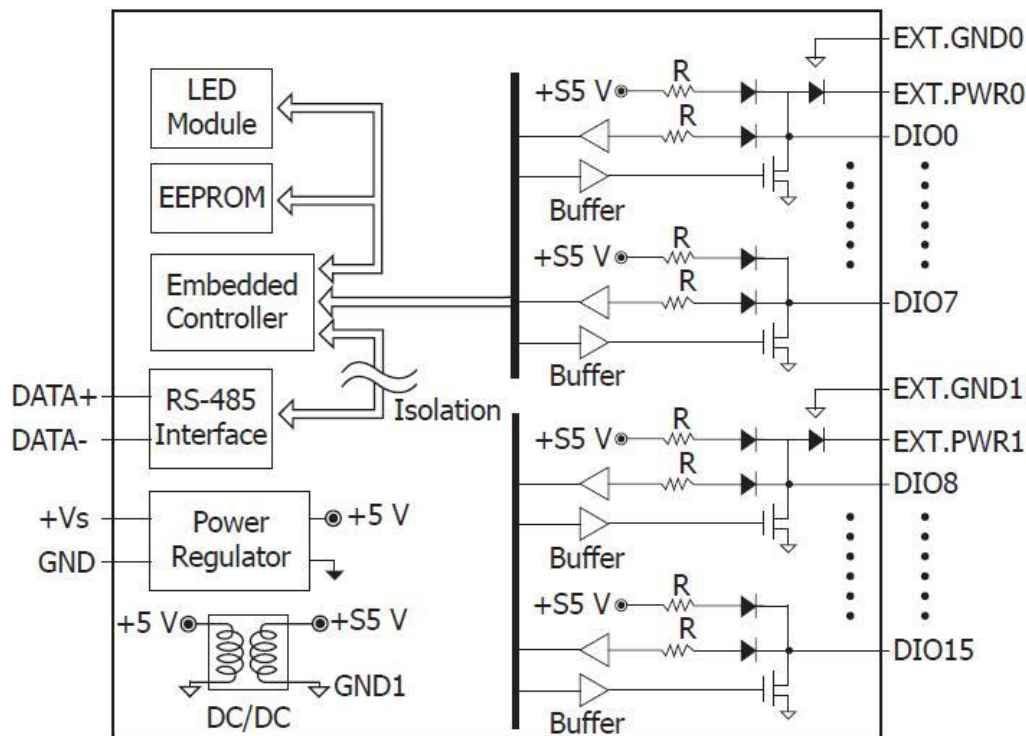 LED
Module
EEPROM
Embedded
Controller
DATA+
DATA-
RS-485
Interface
Isolation
+Vs
GND
Power
Regulator
+5 V
+5 V
+S5 V
GND1
DC/DC
EXT.GND0
+S5 V
R
EXT.PWR0
R
DIO0
Buffer
+S5 V
R
R
DIO7
Buffer
EXT.GND1
+S5 V
R
EXT.PWR1
R
DIO8
Buffer
+S5 V
R
R
DIO15
Buffer